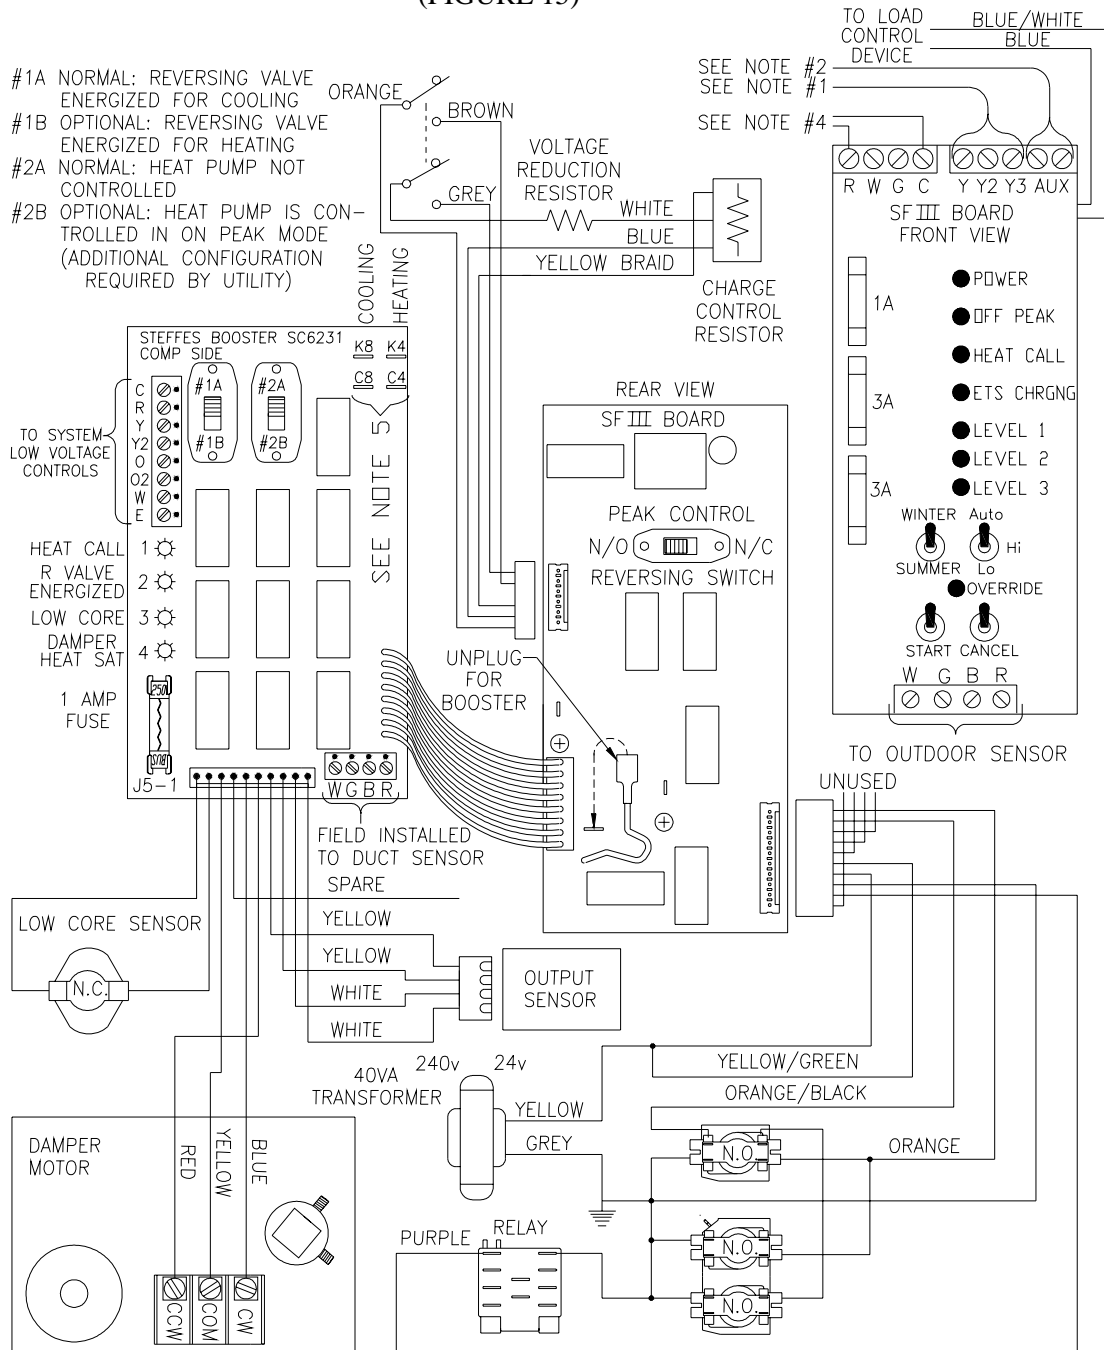 (FIGURE 15)
TO LOAD
CONTROL
DEVICE
BLUE/WHITE
BLUE
#1A NORMAL: REVERSING VALVE
ENERGIZED FOR COOLING
#1B OPTIONAL: REVERSING VALVE
ENERGIZED FOR HEATING
#2A NORMAL: HEAT PUMP NOT
CONTROLLED
#2B OPTIONAL: HEAT PUMP IS CON-
TROLLED IN ON PEAK MODE
(ADDITIONAL CONFIGURATION
REQUIRED BY UTILITY)
ORANGE
BROWN
GREY
VOLTAGE
REDUCTION
RESISTOR
WHITE
BLUE
YELLOW BRAID
CHARGE
CONTROL
RESISTOR
SEE NOTE #2
SEE NOTE #1
SEE NOTE #4
R W G C Y Y2 Y3 AUX
SF III BOARD
FRONT VIEW
1A
3A
3A
POWER
OFF PEAK
HEAT CALL
ETS CHRGNG
LEVEL 1
LEVEL 2
LEVEL 3
WINTER Auto
Hi
SUMMER Lo
OVERRIDE
START CANCEL
W G B R
TO OUTDOOR SENSOR
COOLING
HEATING
STEFFES BOOSTER SC6231
COMP SIDE
K8 K4
C8 C4
#1A #2A
#1B #2B
C
R
Y
Y2
O
O2
W
E
TO SYSTEM
LOW VOLTAGE
CONTROLS
SEE NOTE 5
HEAT CALL 1
R VALVE
ENERGIZED 2
LOW CORE 3
DAMPER
HEAT SAT 4
1 AMP
FUSE
250
BUS
J5-1
WGBR
FIELD INSTALLED
TO DUCT SENSOR
REAR VIEW
SF III BOARD
PEAK CONTROL
N/O N/C
REVERSING SWITCH
UNPLUG
FOR
BOOSTER
UNUSED
SPARE
YELLOW
YELLOW
WHITE
WHITE
LOW CORE SENSOR
N.C.
OUTPUT
SENSOR
240v 24v
40VA
TRANSFORMER
YELLOW
GREY
YELLOW/GREEN
ORANGE/BLACK
ORANGE
N.O.
N.O.
N.O.
PURPLE
RELAY
DAMPER
MOTOR
RED
YELLOW
BLUE
CCW
COM
CW